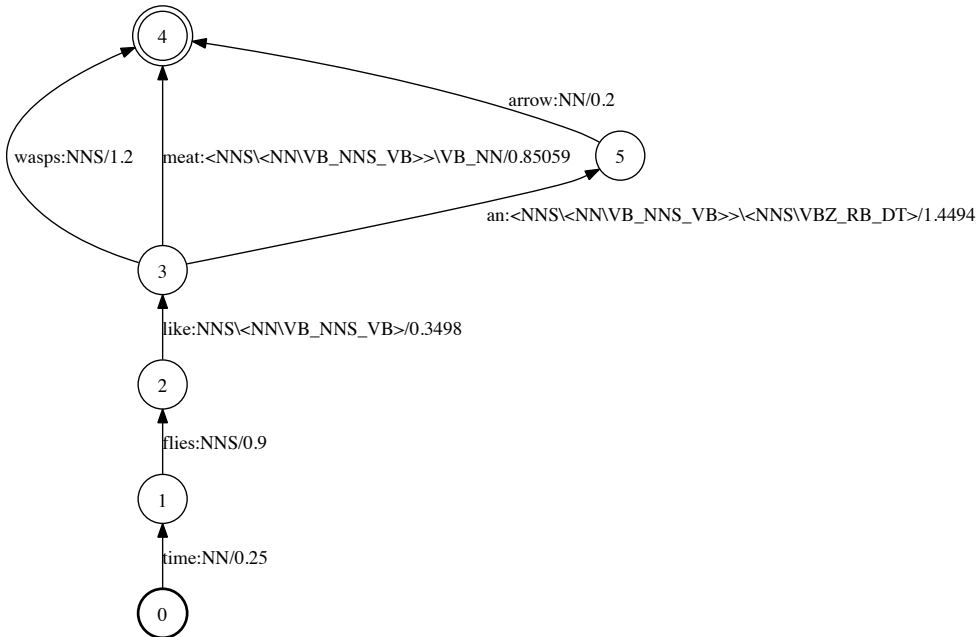 4
arrow:NN/0.2
wasps:NNS/1.2
meat:<NNS\<NN\VB_NNS_VB>>\VB_NN/0.85059
5
an:<NNS\<NN\VB_NNS_VB>>\<NNS\VBZ_RB_DT>/1.4494
3
like:NNS\<NN\VB_NNS_VB>/0.3498
2
flies:NNS/0.9
1
time:NN/0.25
0